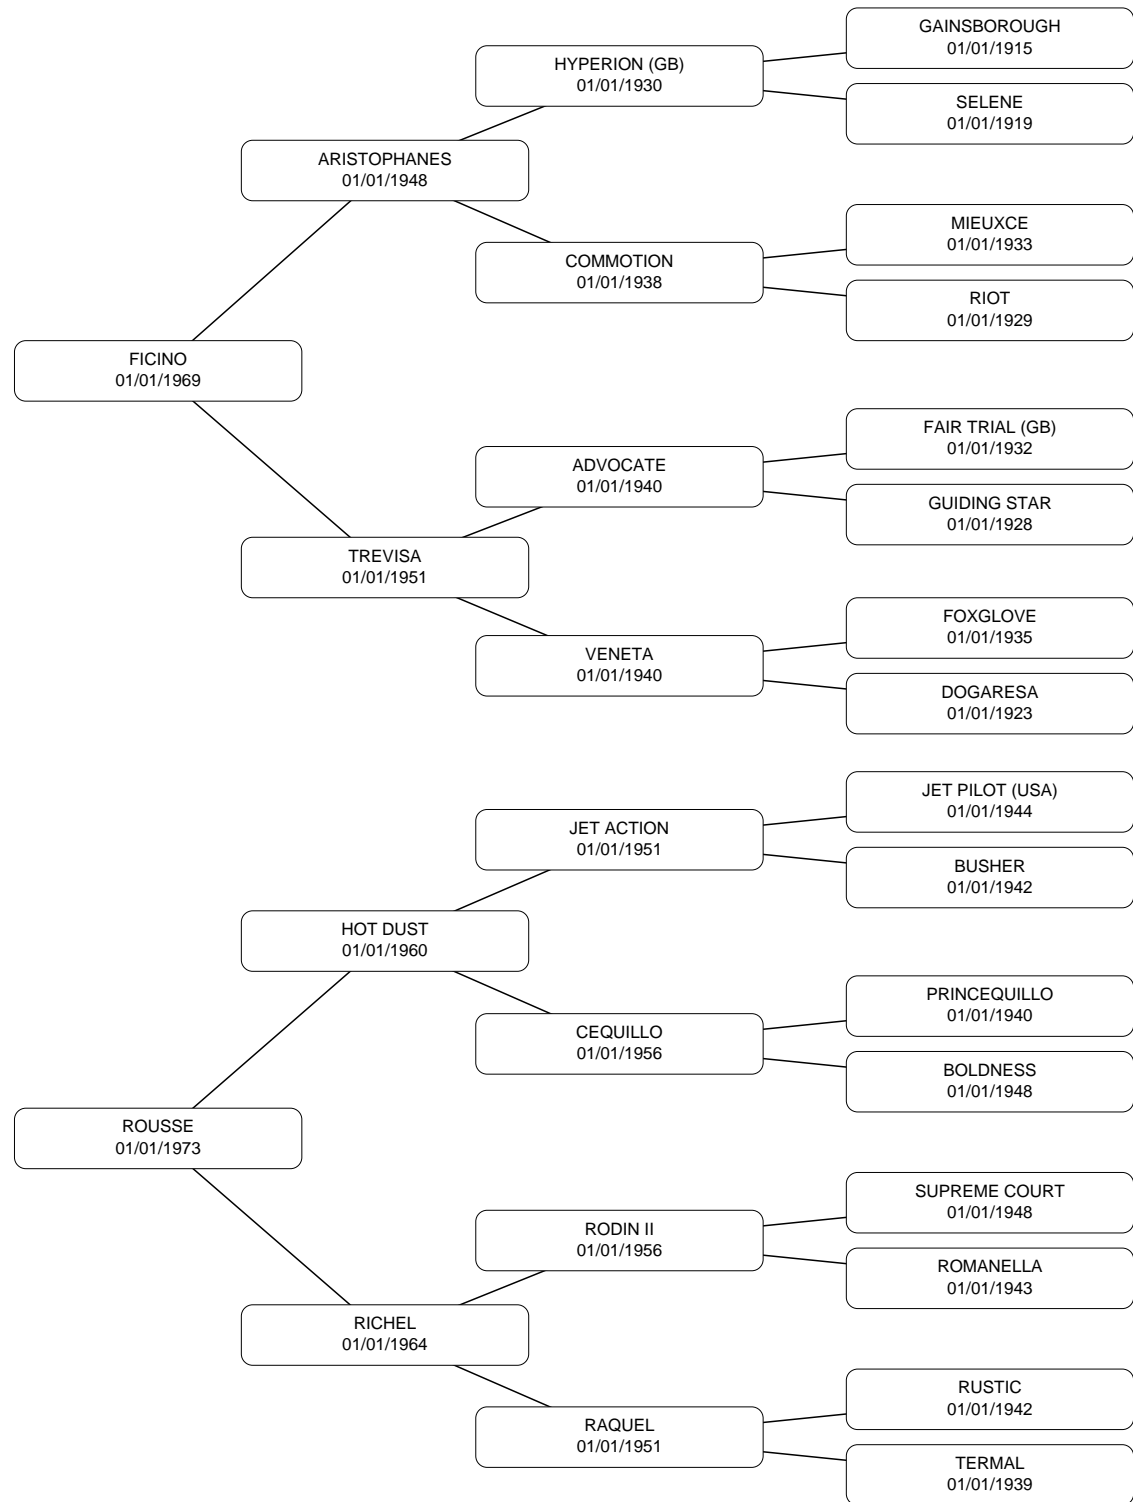 GAINSBOROUGH
01/01/1915
HYPERION (GB)
01/01/1930
SELENE
01/01/1919
ARISTOPHANES
01/01/1948
MIEUXCE
01/01/1933
COMMOTION
01/01/1938
RIOT
01/01/1929
FICINO
01/01/1969
FAIR TRIAL (GB)
01/01/1932
ADVOCATE
01/01/1940
GUIDING STAR
01/01/1928
TREVISA
01/01/1951
FOXGLOVE
01/01/1935
VENETA
01/01/1940
DOGARESA
01/01/1923
JET PILOT (USA)
01/01/1944
JET ACTION
01/01/1951
BUSHER
01/01/1942
HOT DUST
01/01/1960
PRINCEQUILLO
01/01/1940
CEQUILLO
01/01/1956
BOLDNESS
01/01/1948
ROUSSE
01/01/1973
SUPREME COURT
01/01/1948
RODIN II
01/01/1956
ROMANELLA
01/01/1943
RICHEL
01/01/1964
RUSTIC
01/01/1942
RAQUEL
01/01/1951
TERMAL
01/01/1939